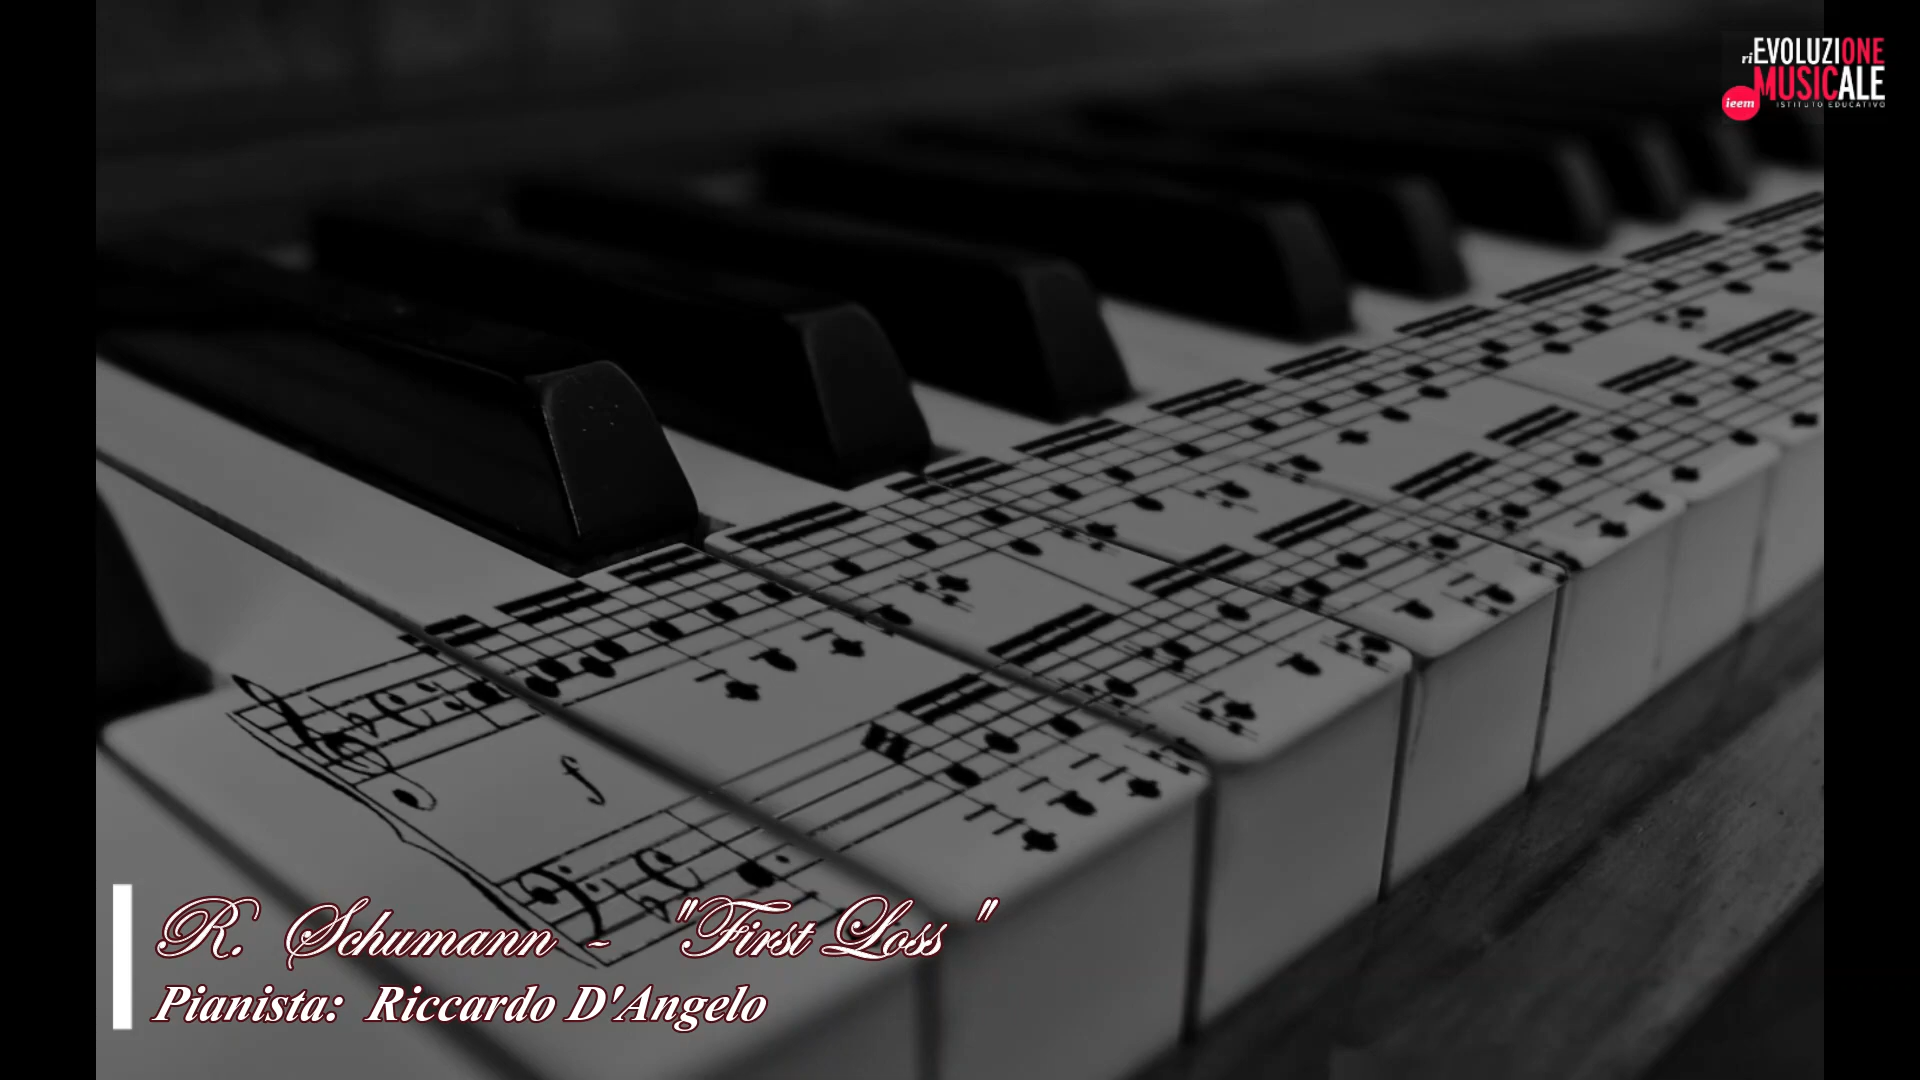 riEVOLUZIONE
MUSICALE
ieem ISTITUTO EDUCATIVO
f
R. Schumann - "First Loss "
Pianista: Riccardo D'Angelo